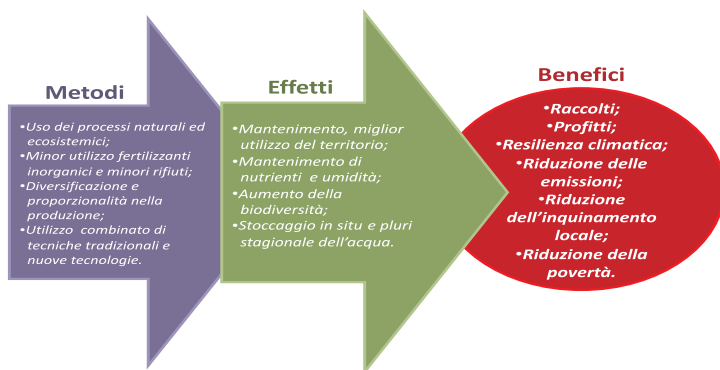 Metodi
•Uso dei processi naturali ed
ecosistemici;
•Minor utilizzo fertilizzanti
inorganici e minori rifiuti;
•Diversificazione e
proporzionalità nella
produzione;
•Utilizzo combinato di
tecniche tradizionali e
nuove tecnologie.
Effetti
•Mantenimento, miglior
utilizzo del territorio;
•Mantenimento di
nutrienti e umidità;
•Aumento della
biodiversità;
•Stoccaggio in situ e pluri
stagionale dell’acqua.
Benefici
•Raccolti;
•Profitti;
•Resilienza climatica;
•Riduzione delle
emissioni;
•Riduzione
dell’inquinamento
locale;
•Riduzione della
povertà.